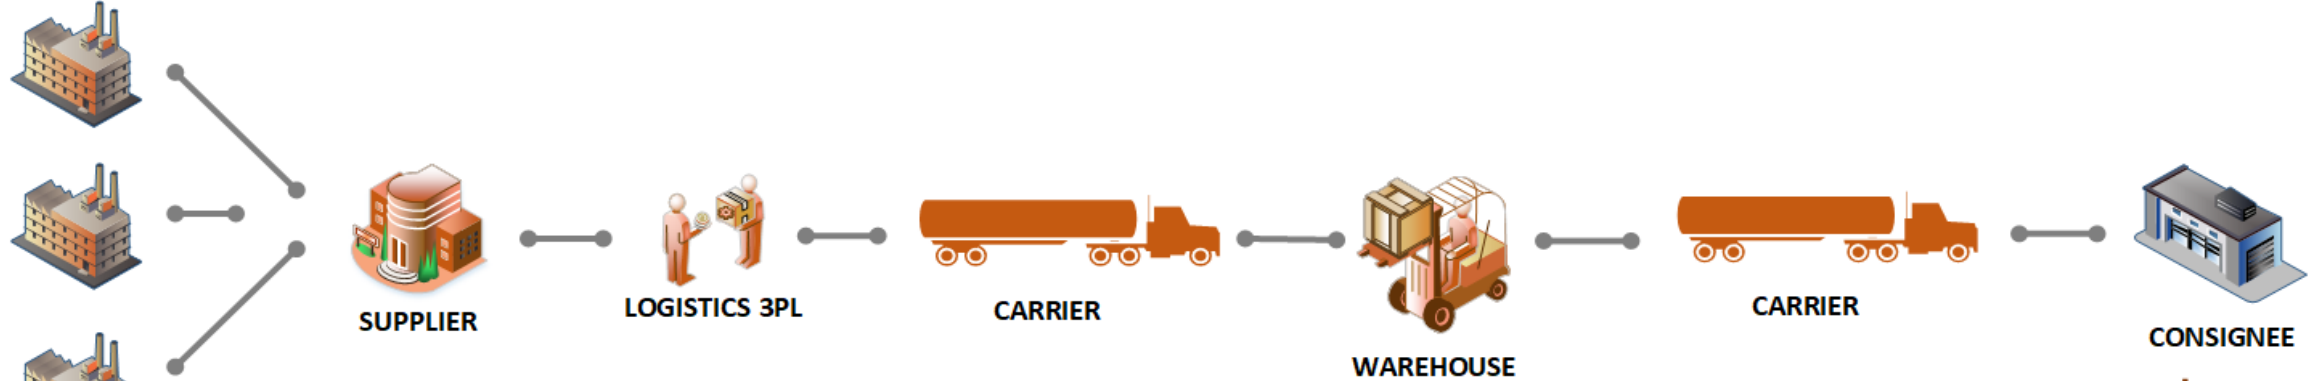 SUPPLIER
LOGISTICS 3PL
CARRIER
WAREHOUSE
CARRIER
CONSIGNEE